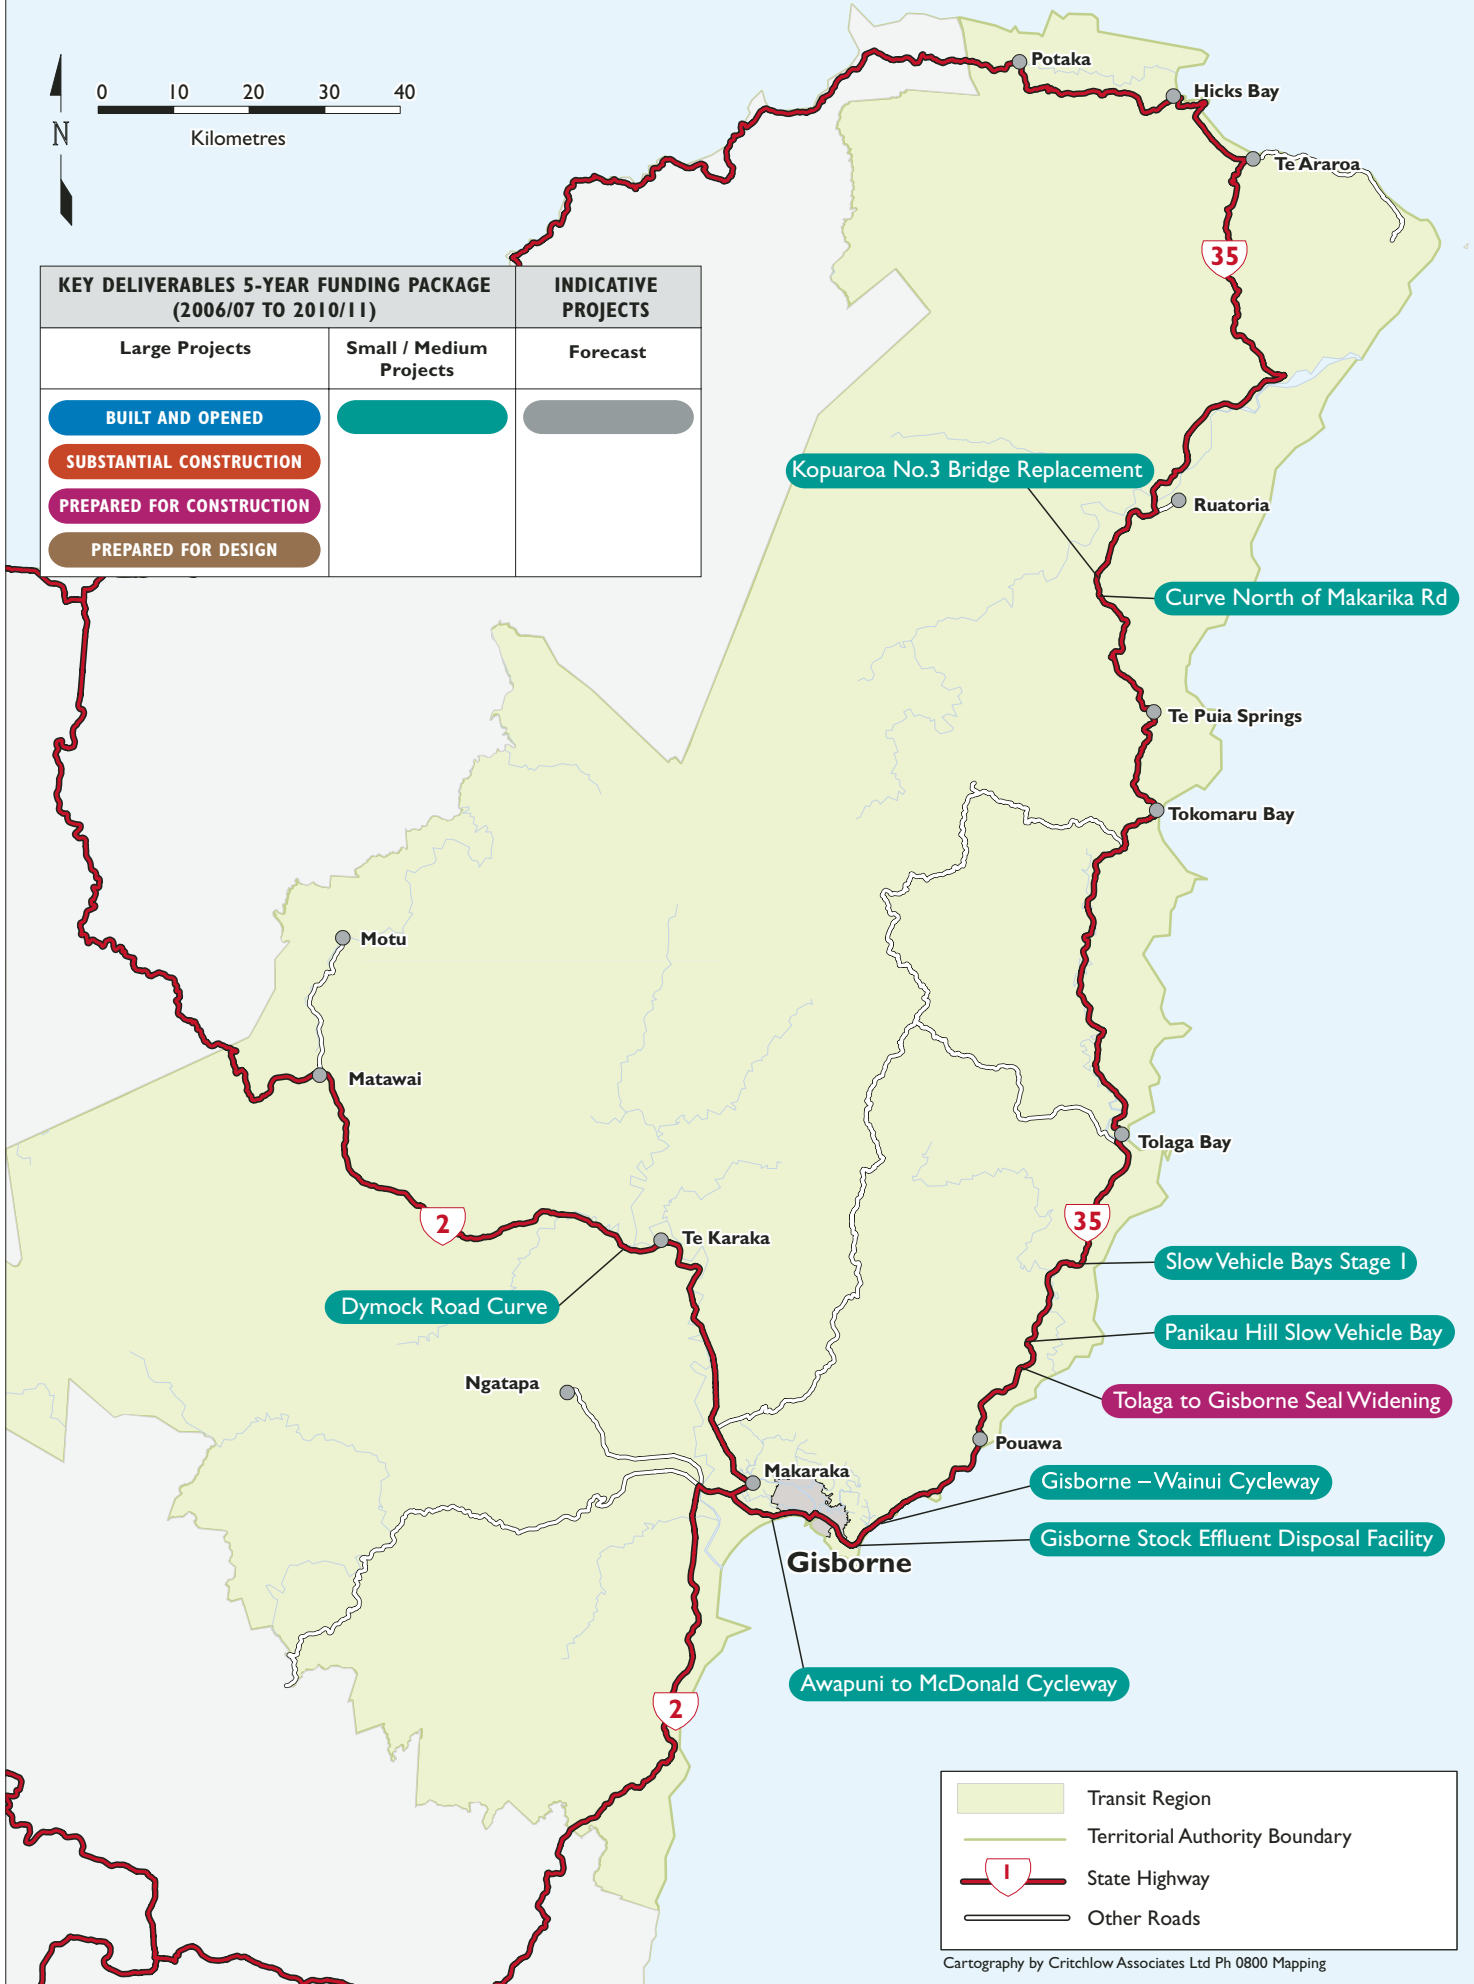 Potaka
Hicks Bay
0 10 20 30 40
N
Kilometres
Te Araroa
35
KEY DELIVERABLES 5-YEAR FUNDING PACKAGE
(2006/07 TO 2010/11)
INDICATIVE
PROJECTS
Large Projects
Small / Medium
Projects
Forecast
BUILT AND OPENED
SUBSTANTIAL CONSTRUCTION
PREPARED FOR CONSTRUCTION
PREPARED FOR DESIGN
Kopuaroa No.3 Bridge Replacement
Ruatoria
Curve North of Makarika Rd
Te Puia Springs
Tokomaru Bay
Motu
Matawai
Tolaga Bay
2
35
Te Karaka
Slow Vehicle Bays Stage 1
Dymock Road Curve
Panikau Hill Slow Vehicle Bay
Ngatapa
Tolaga to Gisborne Seal Widening
Pouawa
Makaraka
Gisborne – Wainui Cycleway
Gisborne Stock Effluent Disposal Facility
Gisborne
Awapuni to McDonald Cycleway
2
Transit Region
Territorial Authority Boundary
1
State Highway
Other Roads
Cartography by Critchlow Associates Ltd Ph 0800 Mapping